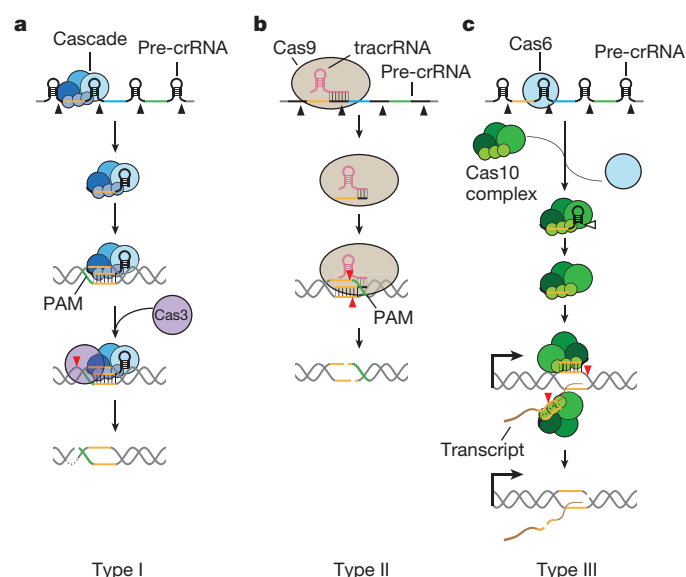 a
Cascade
Pre-crRNA
PAM
Cas3
Type I
b
Cas9
tracrRNA
Pre-crRNA
PAM
Type II
c
Cas6
Pre-crRNA
Cas10
complex
Transcript
Type III